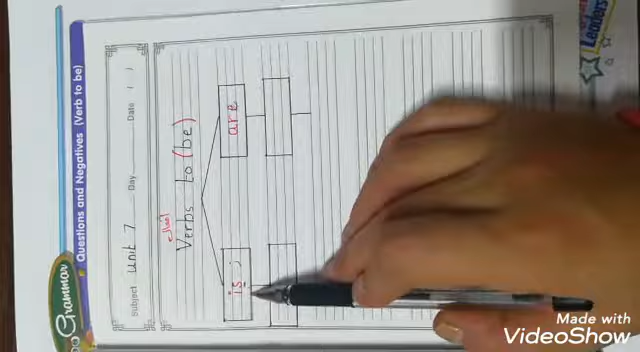 Grammar
Questions and Negatives (Verb to be)
Subject Unit 7 Day Date ( )
أفعال
Verbs to (be)
is are
Leaders
Made with
VideoShow